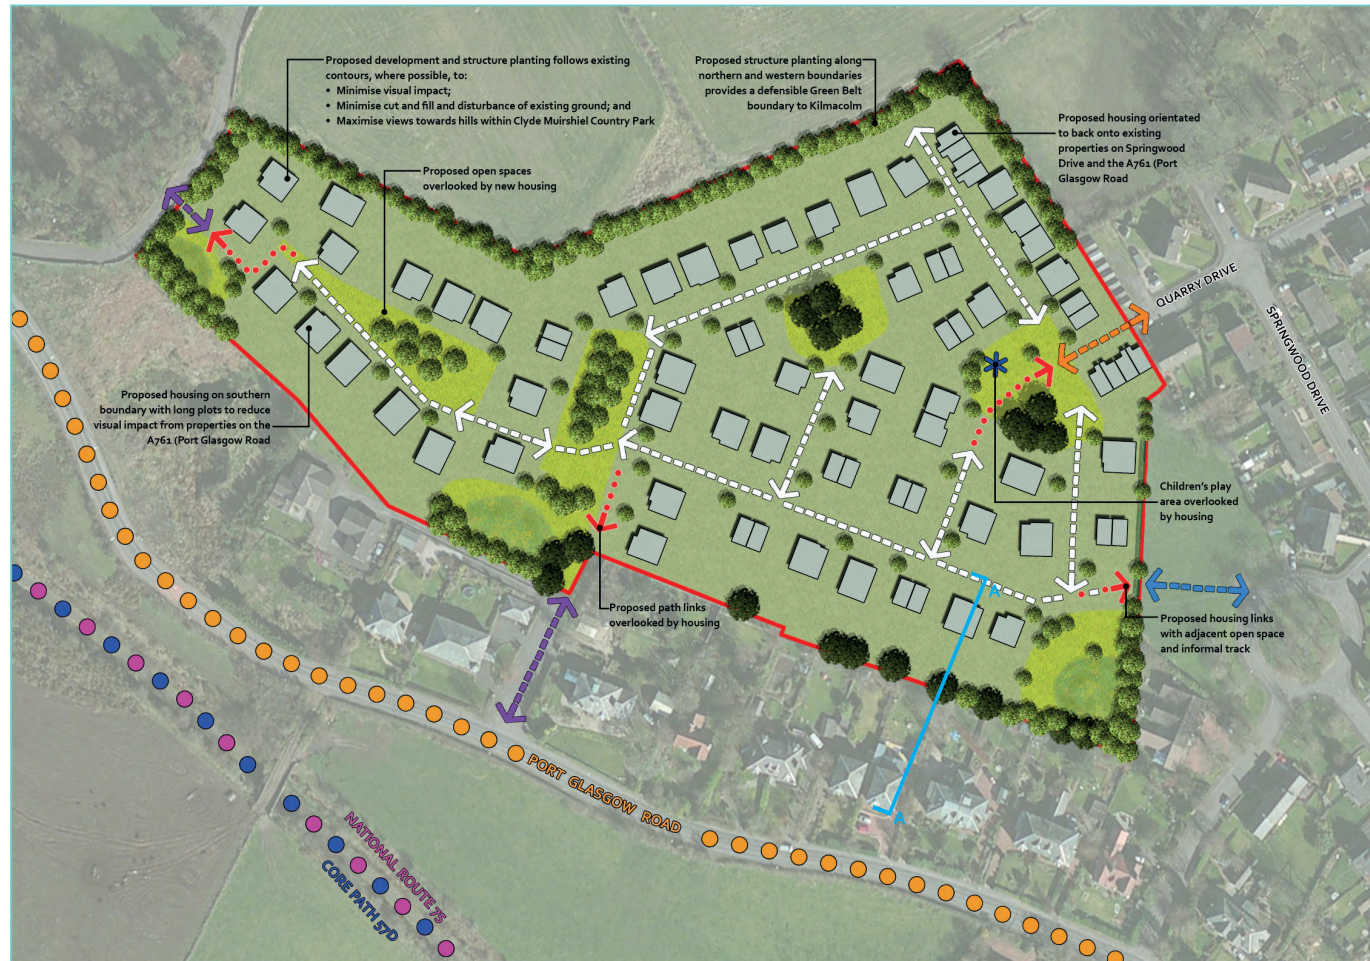 Proposed development and structure planting follows existing
contours, where possible, to:
• Minimise visual impact;
• Minimise cut and fill and disturbance of existing ground; and
• Maximise views towards hills within Clyde Muirshiel Country Park
Proposed structure planting along
northern and western boundaries
provides a defensible Green Belt
boundary to Kilmacolm
Proposed housing orientated
to back onto existing
properties on Springwood
Drive and the A761 (Port
Glasgow Road
Proposed open spaces
overlooked by new housing
QUARRY DRIVE
SPRINGWOOD DRIVE
Proposed housing on southern
boundary with long plots to reduce
visual impact from properties on the
A761 (Port Glasgow Road
Children's play
area overlooked
by housing
Proposed path links
overlooked by housing
A
Proposed housing links
with adjacent open space
and informal track
PORT GLASGOW ROAD
A
NATIONAL ROUTE 75
CORE PATH 57D